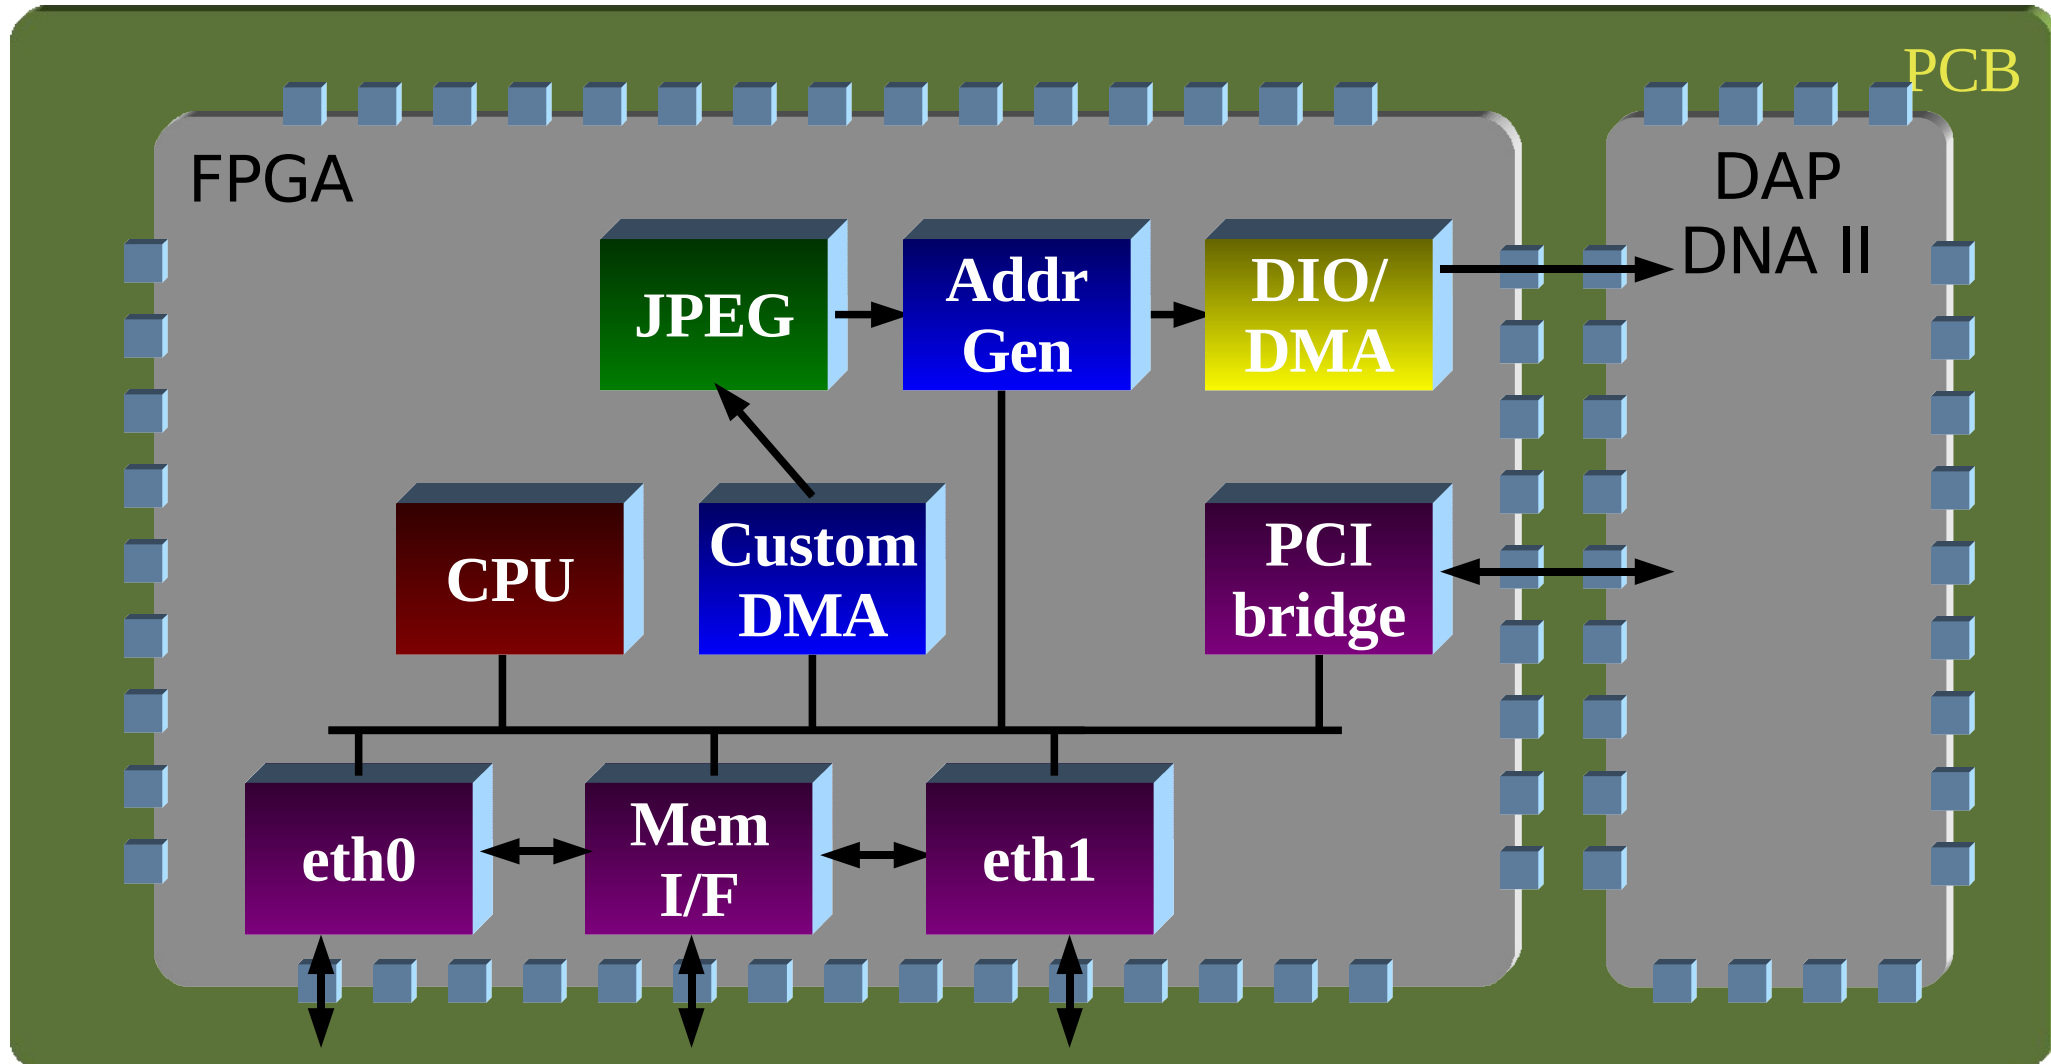 PCB
FPGA
DAP
DNA II
JPEG
Addr
Gen
DIO/
DMA
CPU
Custom
DMA
PCI
bridge
eth0
Mem
I/F
eth1